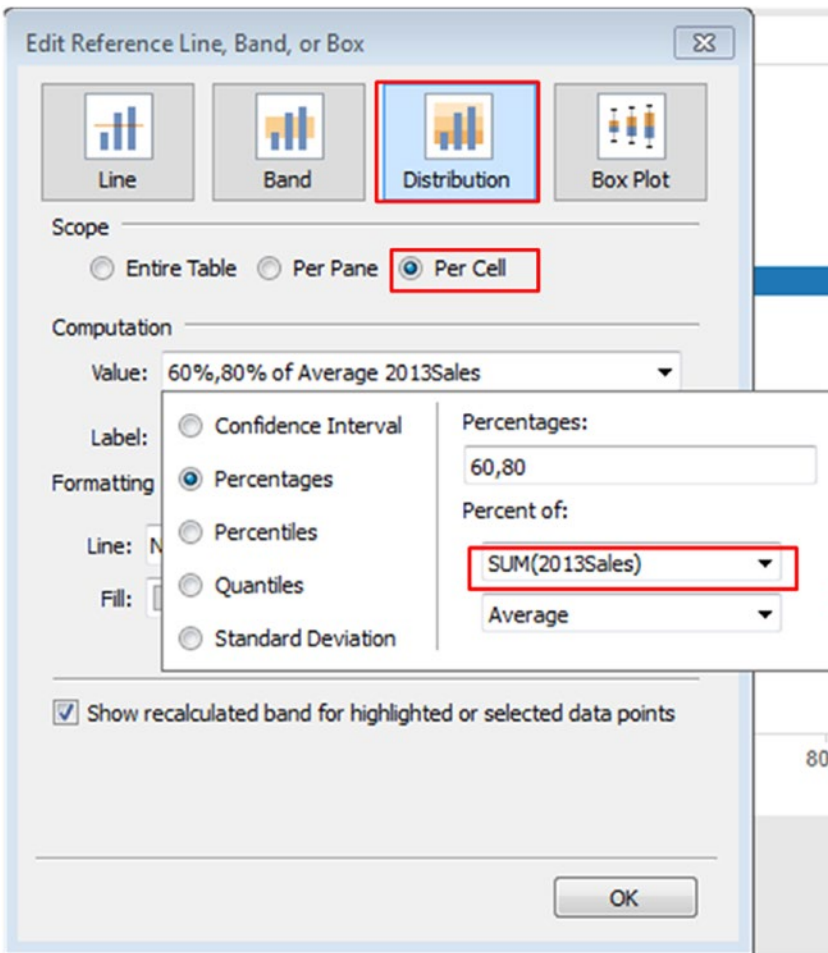 Edit Reference Line, Band, or Box
Line Band Distribution Box Plot
Scope
Entire Table Per Pane Per Cell
Computation
Value: 60%,80% of Average 2013Sales
Label:
Confidence Interval
Percentages
Percentiles
Quantiles
Standard Deviation
Percentages:
60,80
Percent of:
SUM(2013Sales)
Average
Formatting
Line: N
Fill:
Show recalculated band for highlighted or selected data points
80
OK